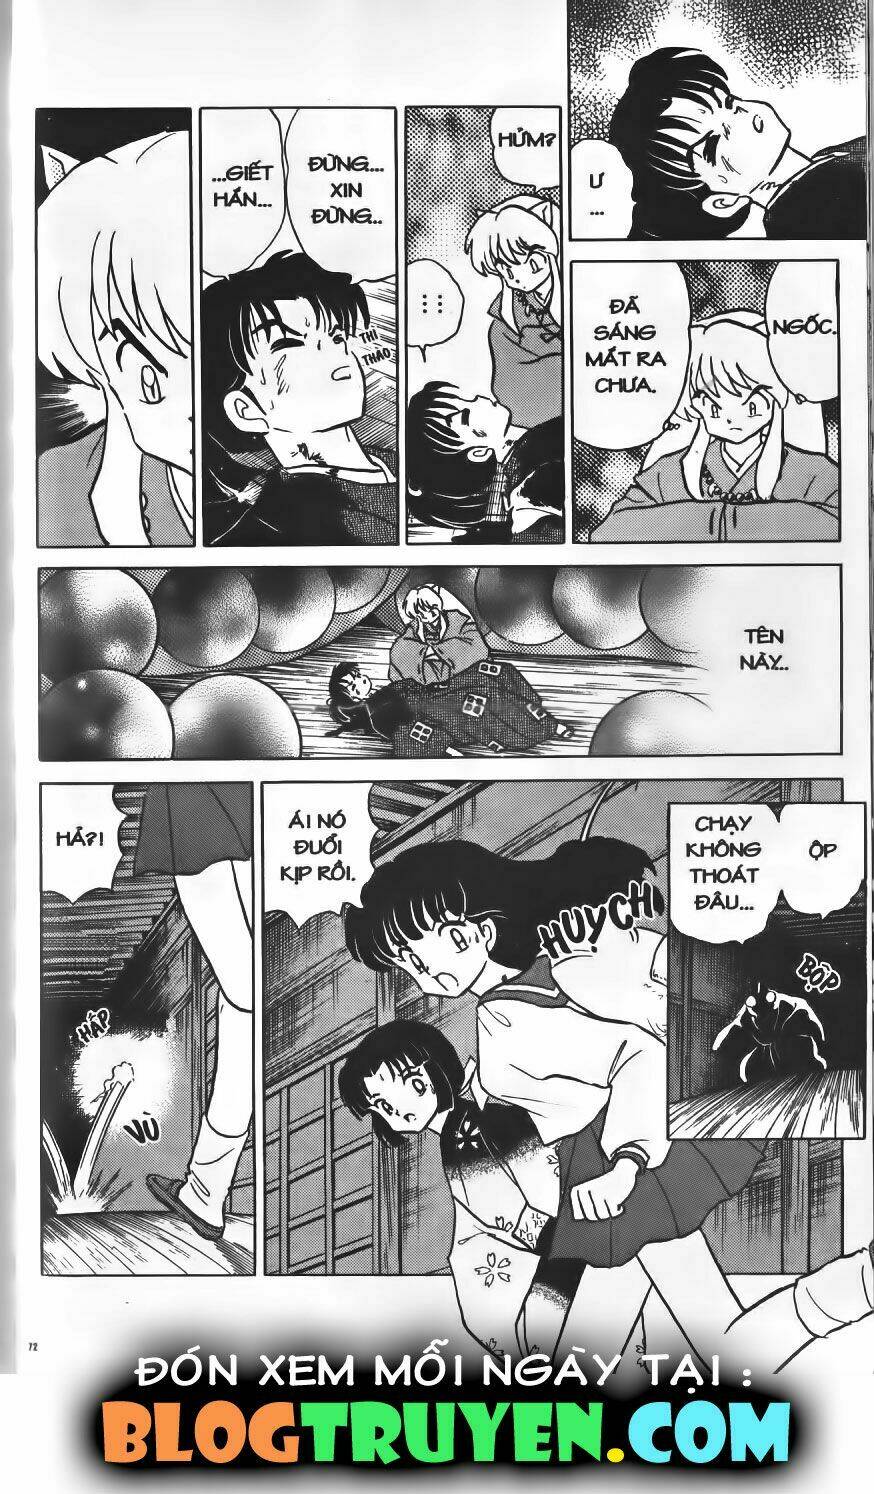 Ư
...
NGỐC.
ĐÃ
SÁNG
MẮT RA
CHƯA.
HỬM?
. . .
. . .
ĐỪNG....
XIN
ĐỪNG...
...GIẾT
HẮN...
THÌ
THÀO
TÊN
NÀY...
ỘP
CHẠY
KHÔNG
THOÁT
ĐÂU...
BỘP
HUỴCH
ÁI NÓ
ĐUỔI
KỊP RỒI.
HẢ?!
HẤP
VÙ
72
ĐÓN XEM MỖI NGÀY TẠI :
BLOGTRUYEN.COM